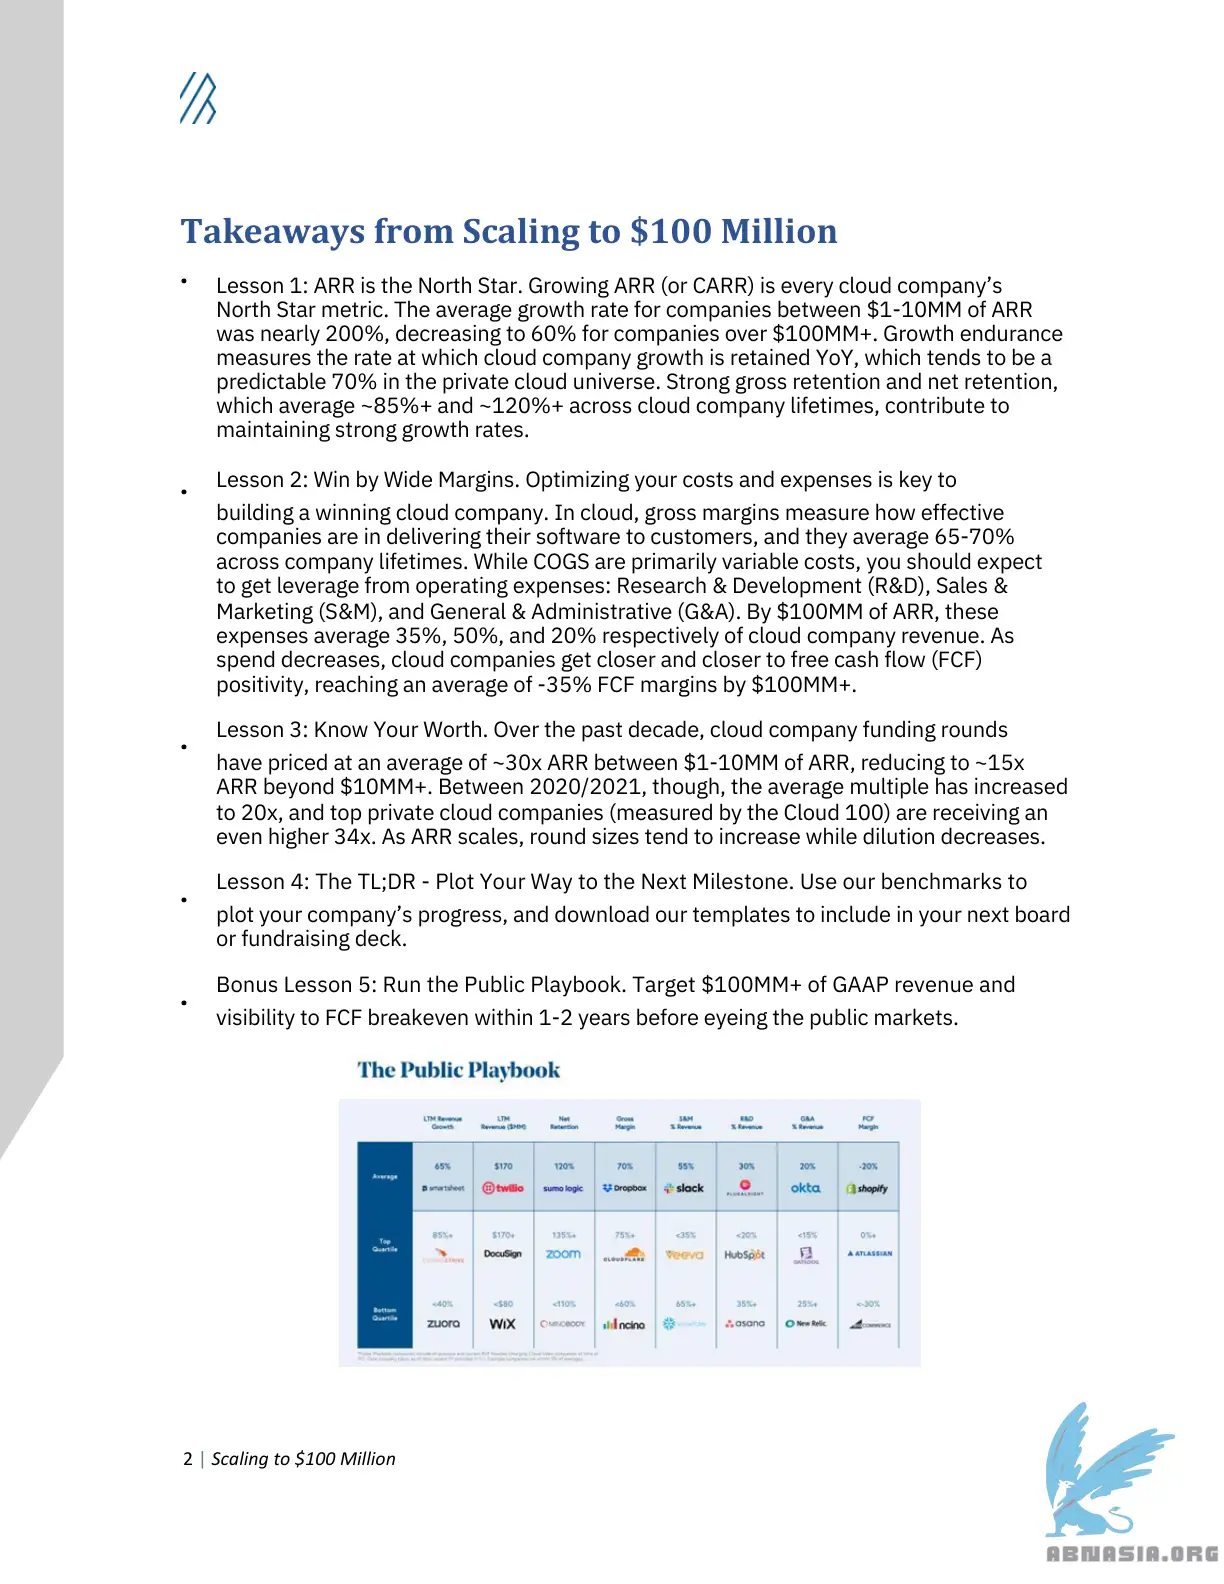 Takeaways from Scaling to $100 Million
• Lesson 1: ARR is the North Star. Growing ARR (or CARR) is every cloud company’s
North Star metric. The average growth rate for companies between $1-10MM of ARR
was nearly 200%, decreasing to 60% for companies over $100MM+. Growth endurance
measures the rate at which cloud company growth is retained YoY, which tends to be a
predictable 70% in the private cloud universe. Strong gross retention and net retention,
which average ~85%+ and ~120%+ across cloud company lifetimes, contribute to
maintaining strong growth rates.
• Lesson 2: Win by Wide Margins. Optimizing your costs and expenses is key to
building a winning cloud company. In cloud, gross margins measure how effective
companies are in delivering their software to customers, and they average 65-70%
across company lifetimes. While COGS are primarily variable costs, you should expect
to get leverage from operating expenses: Research & Development (R&D), Sales &
Marketing (S&M), and General & Administrative (G&A). By $100MM of ARR, these
expenses average 35%, 50%, and 20% respectively of cloud company revenue. As
spend decreases, cloud companies get closer and closer to free cash flow (FCF)
positivity, reaching an average of -35% FCF margins by $100MM+.
• Lesson 3: Know Your Worth. Over the past decade, cloud company funding rounds
have priced at an average of ~30x ARR between $1-10MM of ARR, reducing to ~15x
ARR beyond $10MM+. Between 2020/2021, though, the average multiple has increased
to 20x, and top private cloud companies (measured by the Cloud 100) are receiving an
even higher 34x. As ARR scales, round sizes tend to increase while dilution decreases.
• Lesson 4: The TL;DR - Plot Your Way to the Next Milestone. Use our benchmarks to
plot your company’s progress, and download our templates to include in your next board
or fundraising deck.
• Bonus Lesson 5: Run the Public Playbook. Target $100MM+ of GAAP revenue and
visibility to FCF breakeven within 1-2 years before eyeing the public markets.
The Public Playbook
LTM Revenue Growth LTM Revenue ($MM) Net Retention Gross Margin S&M % Revenue R&D % Revenue G&A % Revenue FCF Margin
Average 65% $170 120% 70% 55% 30% 20% -20%
smartsheet twilio sumo logic Dropbox slack PLURALSIGHT okta shopify
Top Quartile 85%+ $170+ 135%+ 75%+ <35% <20% <15% 0%+
DocuSign zoom CLOUDFLARE veeva HubSpot DATADOG ATLASSIAN
Bottom Quartile <40% <$80 <110% <60% 65%+ 35%+ 25%+ <-30%
zuora WiX MINDBODY ncino snowflake asana New Relic COMMERCE
2 | Scaling to $100 Million
ABNASIA.ORG